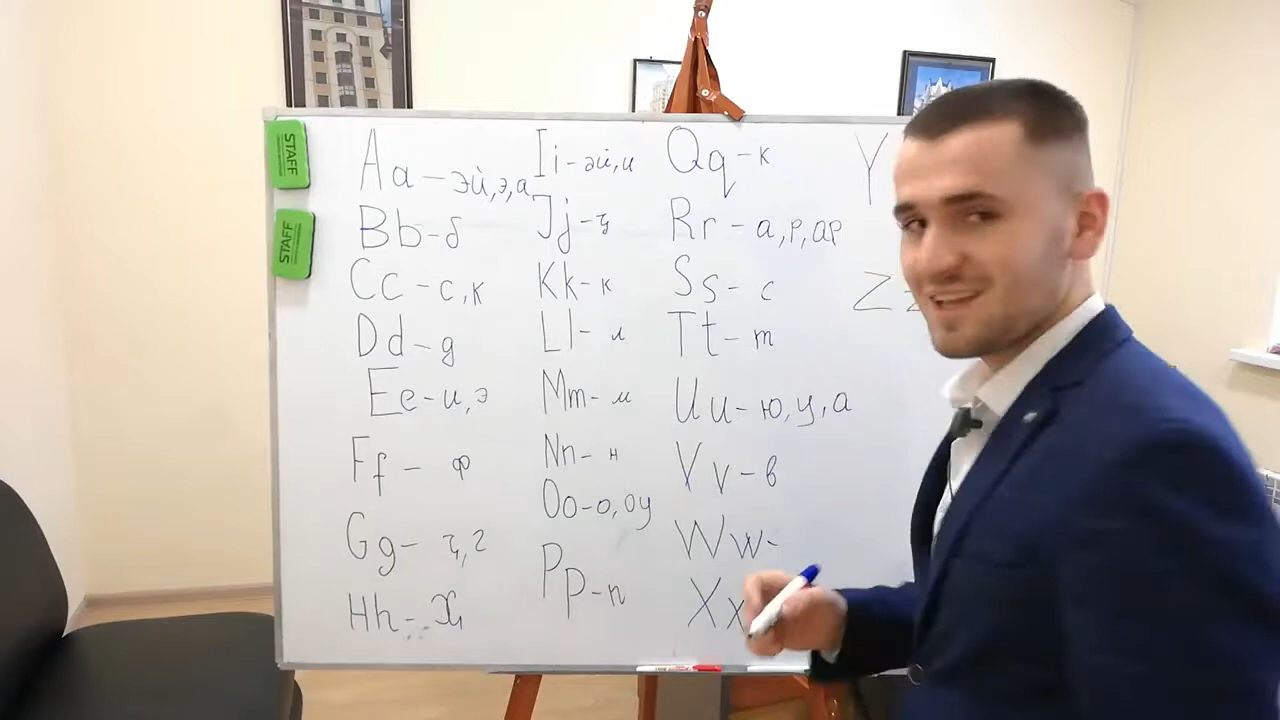 STAFF
STAFF
Aa - эй,э,а
Bb - б
Cc - с,к
Dd - д
Ee - и,э
Ff - ф
Gg - ҷ,г
Hh - Ҳ
Ii - эй,и
Jj - ҷ
Kk - к
Ll - л
Mm - м
Nn - н
Oo - о,оу
Pp - п
Qq - к
Rr - а,р,ар
Ss - с
Tt - т
Uu - ю,у,а
Vv - в
Ww -
Xx
Y
Z